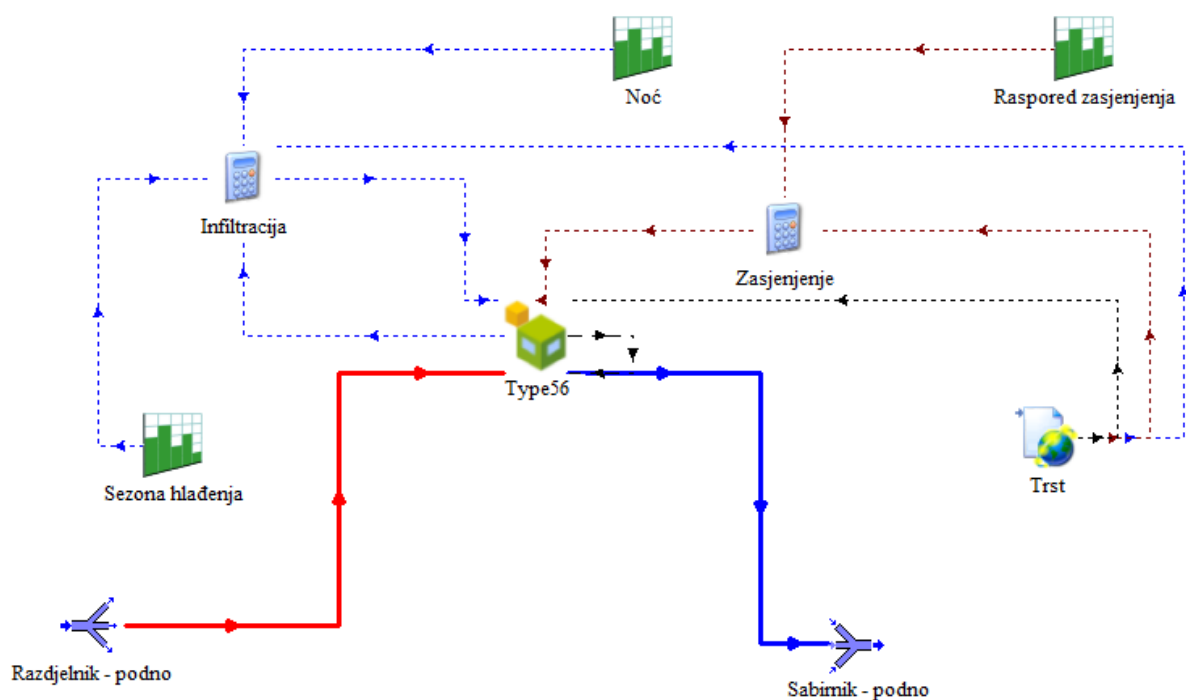 Noć
Raspored zasjenjenja
Infiltracija
Zasjenjenje
Type56
Sezona hlađenja
Trst
Razdjelnik - podno
Sabirnik - podno